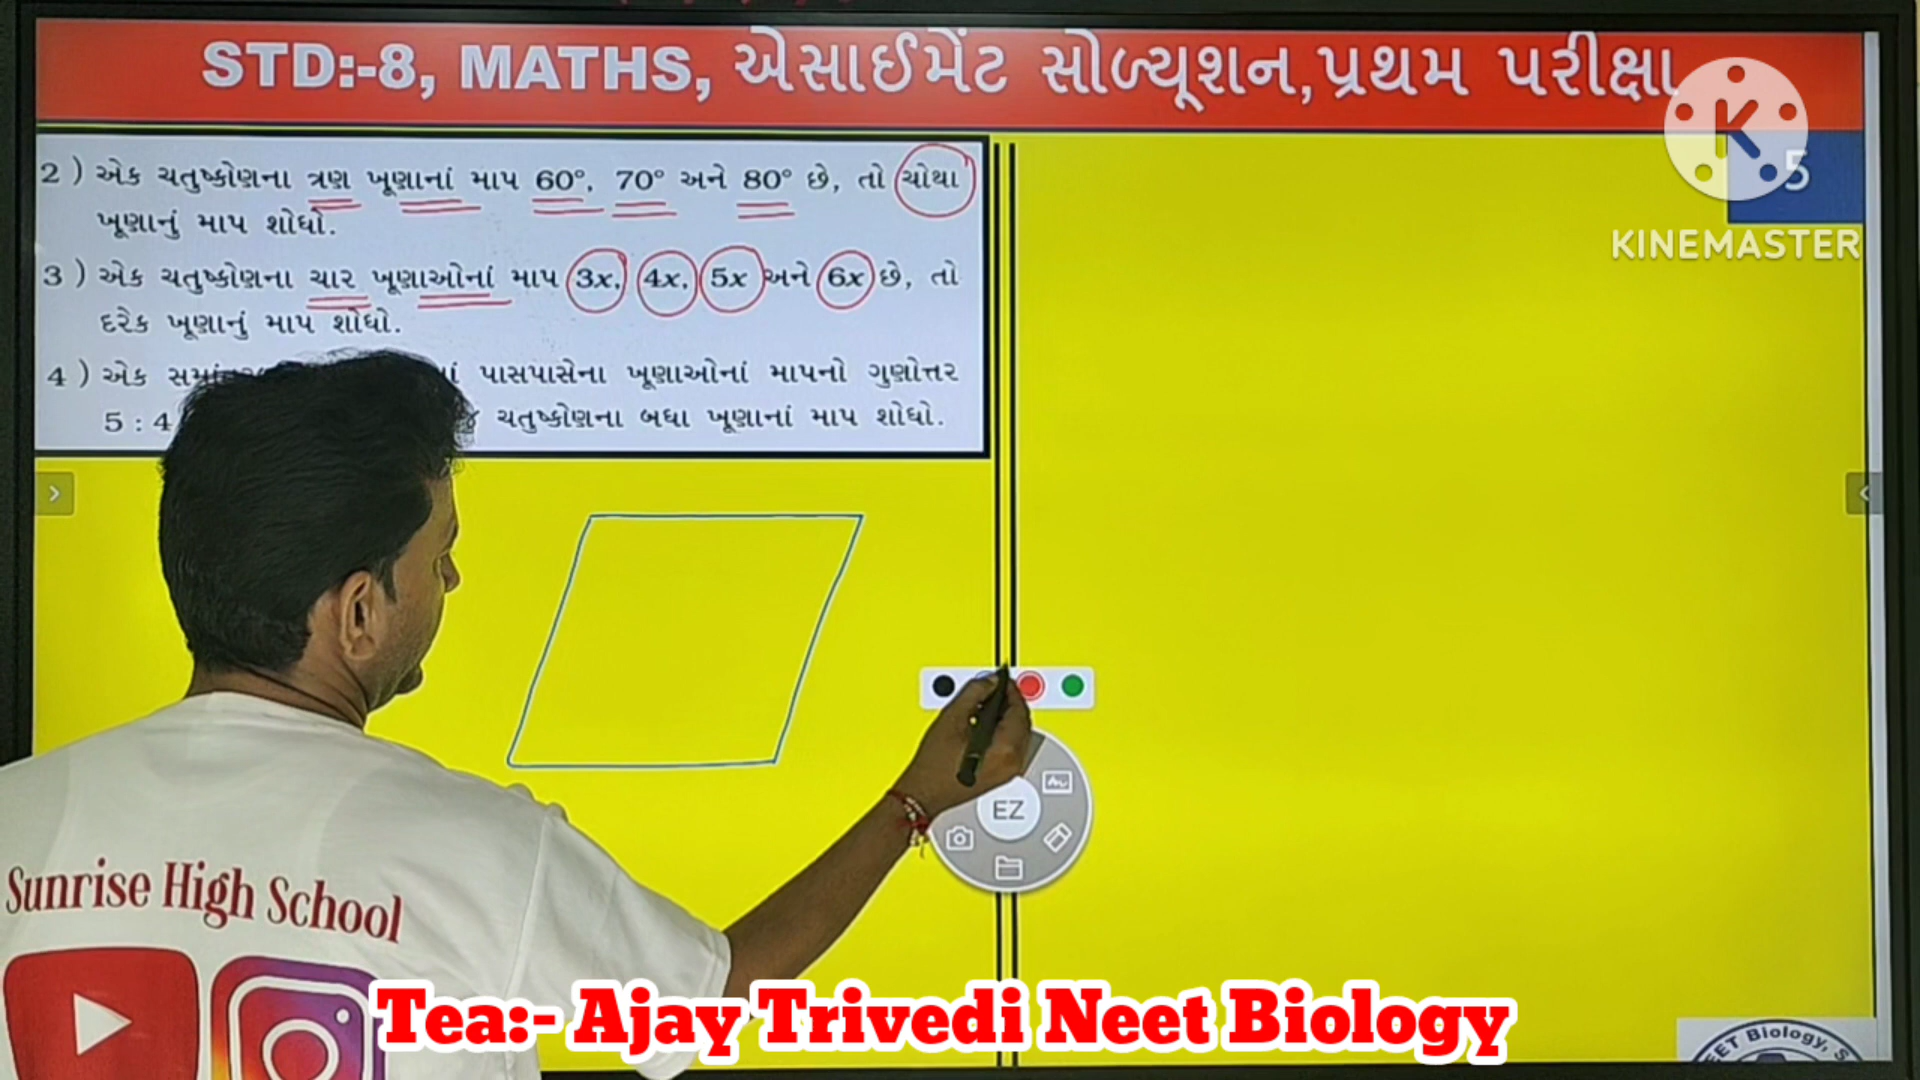 STD:-8, MATHS, એસાઈમેંટ સોળ્યૂશન,પ્રથમ પરીક્ષા
5
KINEMASTER
2 ) એક ચતુષ્કોણના ત્રણ ખૂણાનાં માપ 60°, 70° અને 80° છે, તો ચોથા
ખૂણાનું માપ શોધો.
3 ) એક ચતુષ્કોણના ચાર ખૂણાઓનાં માપ 3x, 4x, 5x અને 6x છે, તો
દરેક ખૂણાનું માપ શોધો.
4 ) એક પાસપાસેના ખૂણાઓનાં માપનો ગુણોત્તર
5 : 4 ચતુષ્કોણના બધા ખૂણાનાં માપ શોધો.
EZ
Sunrise High School
Tea:- Ajay Trivedi Neet Biology
Biology,